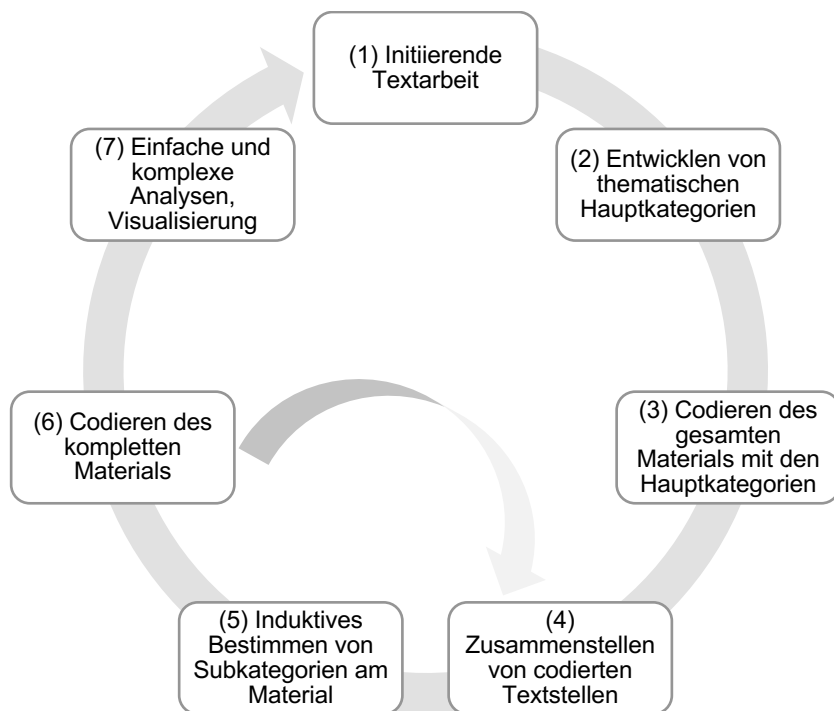 (1) Initiierende
Textarbeit
(2) Entwicklen von
thematischen
Hauptkategorien
(3) Codieren des
gesamten
Materials mit den
Hauptkategorien
(4)
Zusammenstellen
von codierten
Textstellen
(5) Induktives
Bestimmen von
Subkategorien am
Material
(6) Codieren des
kompletten
Materials
(7) Einfache und
komplexe
Analysen,
Visualisierung